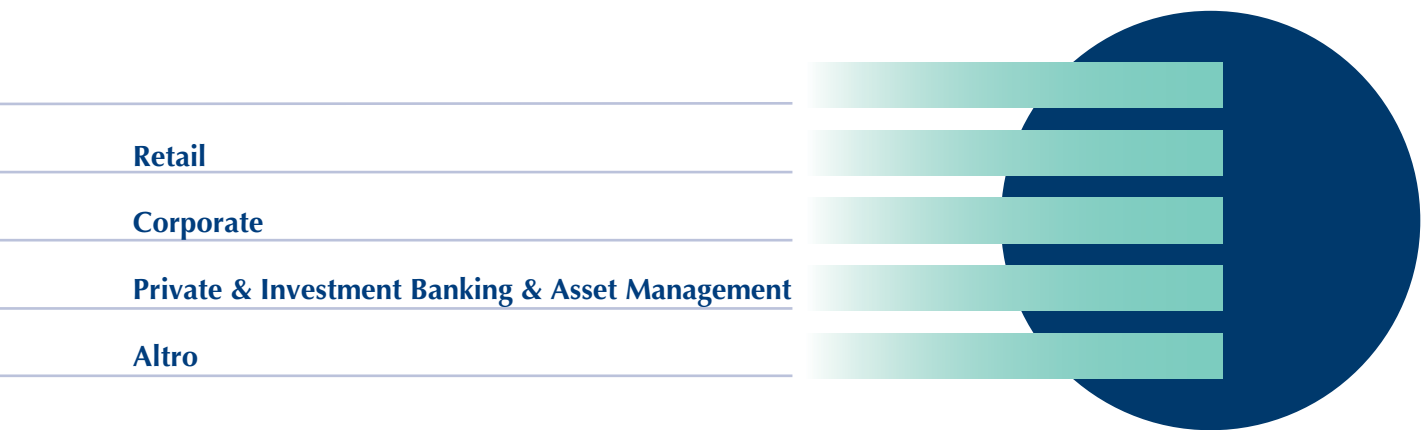 Retail
Corporate
Private & Investment Banking & Asset Management
Altro